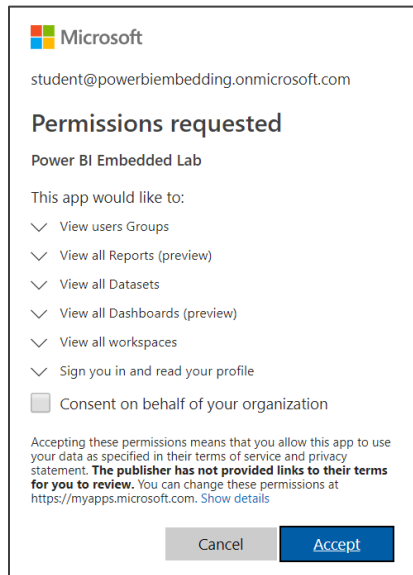 Microsoft
student@powerbiembedding.onmicrosoft.com
Permissions requested
Power BI Embedded Lab
This app would like to:
View users Groups
View all Reports (preview)
View all Datasets
View all Dashboards (preview)
View all workspaces
Sign you in and read your profile
Consent on behalf of your organization
Accepting these permissions means that you allow this app to use
your data as specified in their terms of service and privacy
statement. The publisher has not provided links to their terms
for you to review. You can change these permissions at
https://myapps.microsoft.com. Show details
Cancel
Accept